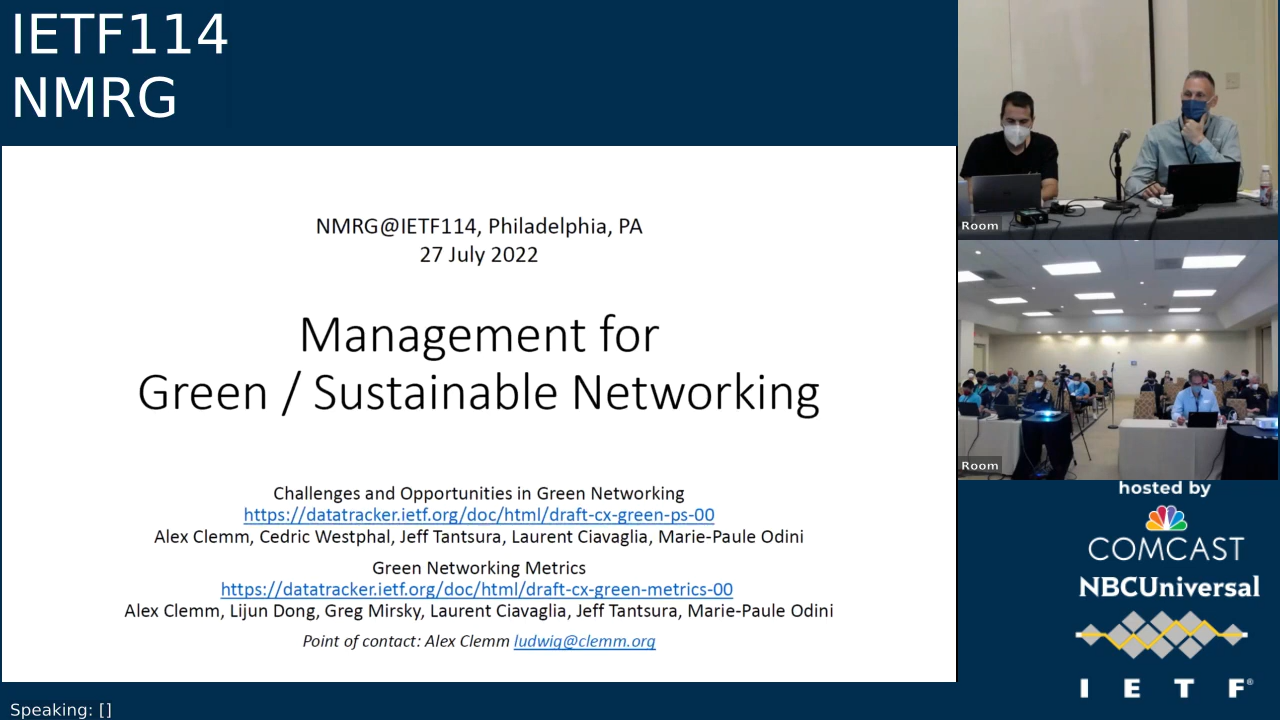 IETF114
NMRG
NMRG@IETF114, Philadelphia, PA
27 July 2022
Management for
Green / Sustainable Networking
Challenges and Opportunities in Green Networking
https://datatracker.ietf.org/doc/html/draft-cx-green-ps-00
Alex Clemm, Cedric Westphal, Jeff Tantsura, Laurent Ciavaglia, Marie-Paule Odini
Green Networking Metrics
https://datatracker.ietf.org/doc/html/draft-cx-green-metrics-00
Alex Clemm, Lijun Dong, Greg Mirsky, Laurent Ciavaglia, Jeff Tantsura, Marie-Paule Odini
Point of contact: Alex Clemm ludwig@clemm.org
Room
Room
hosted by
COMCAST
NBCUniversal
I E T F®
Speaking: []